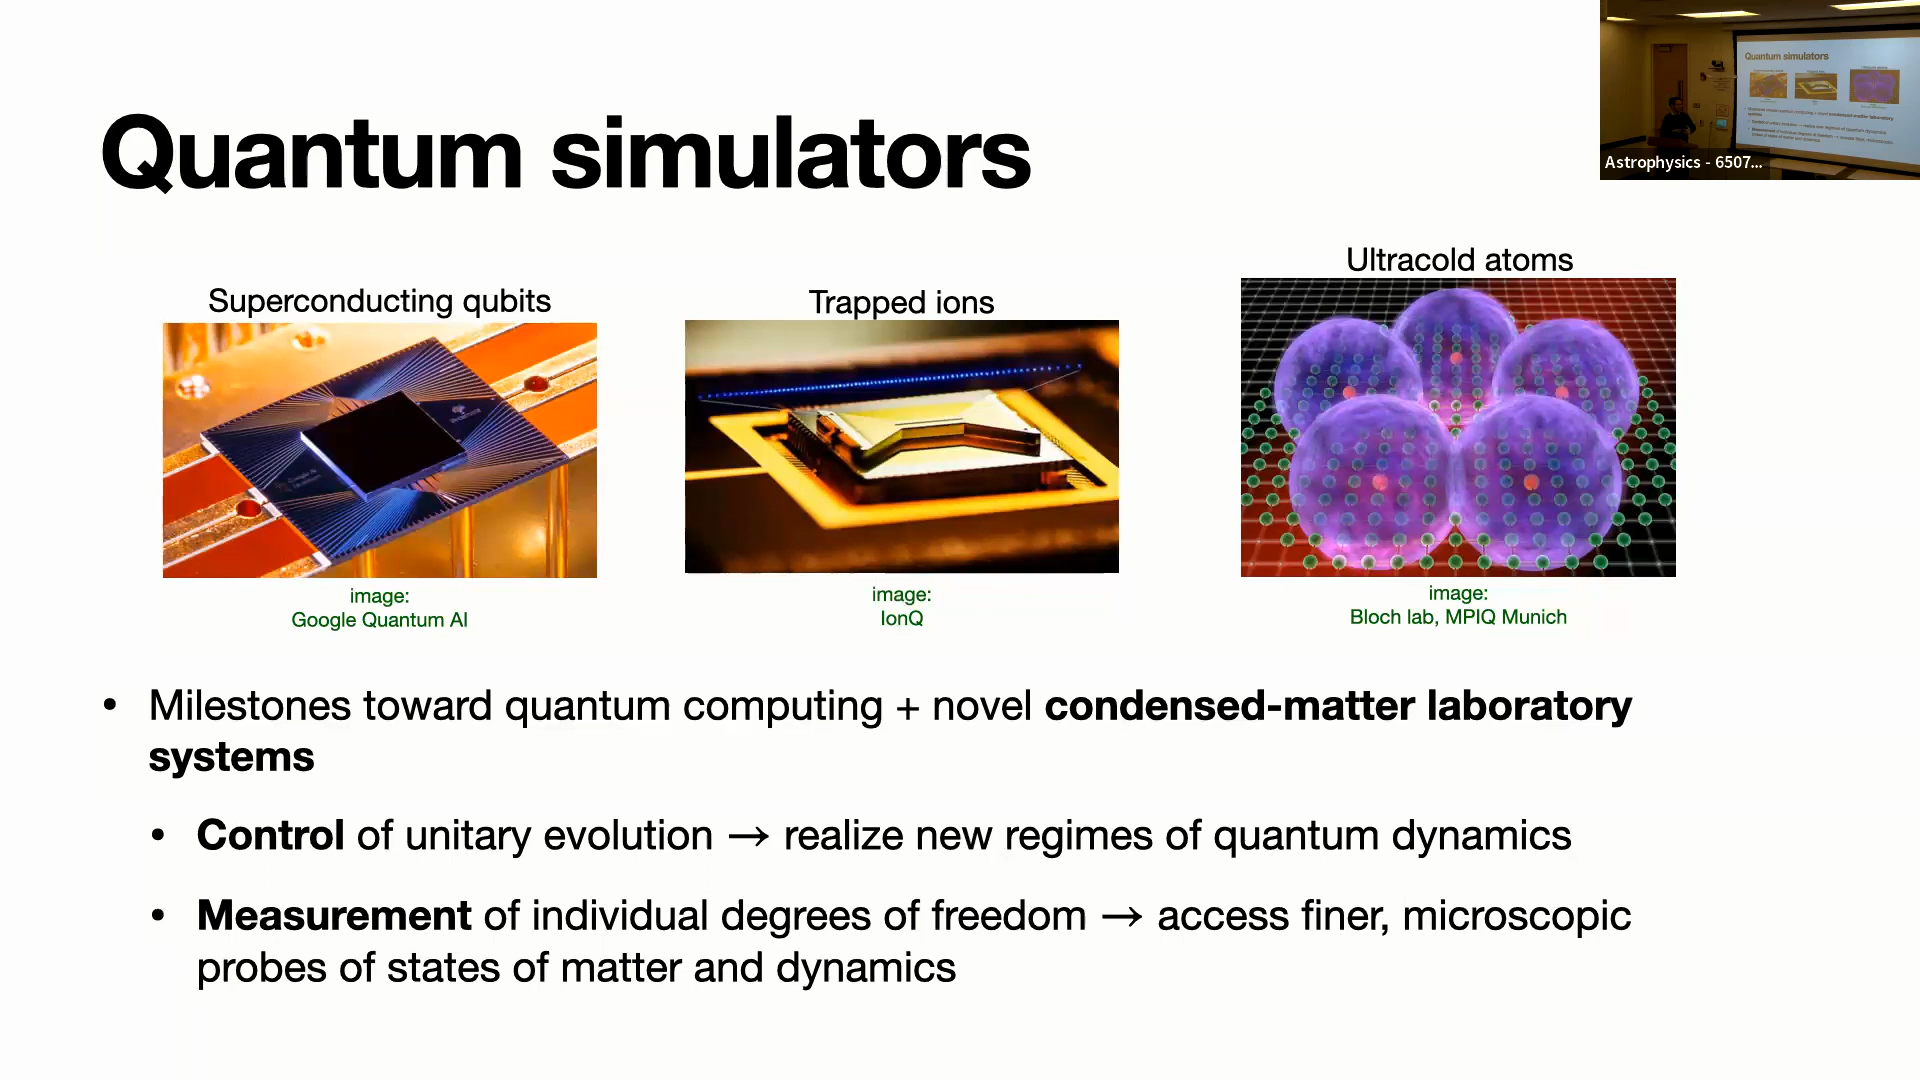 Quantum simulators
Astrophysics - 6507...
Superconducting qubits
Trapped ions
Ultracold atoms
image:
Google Quantum AI
image:
IonQ
image:
Bloch lab, MPIQ Munich
• Milestones toward quantum computing + novel condensed-matter laboratory
systems
• Control of unitary evolution → realize new regimes of quantum dynamics
• Measurement of individual degrees of freedom → access finer, microscopic
probes of states of matter and dynamics
Quantum simulators